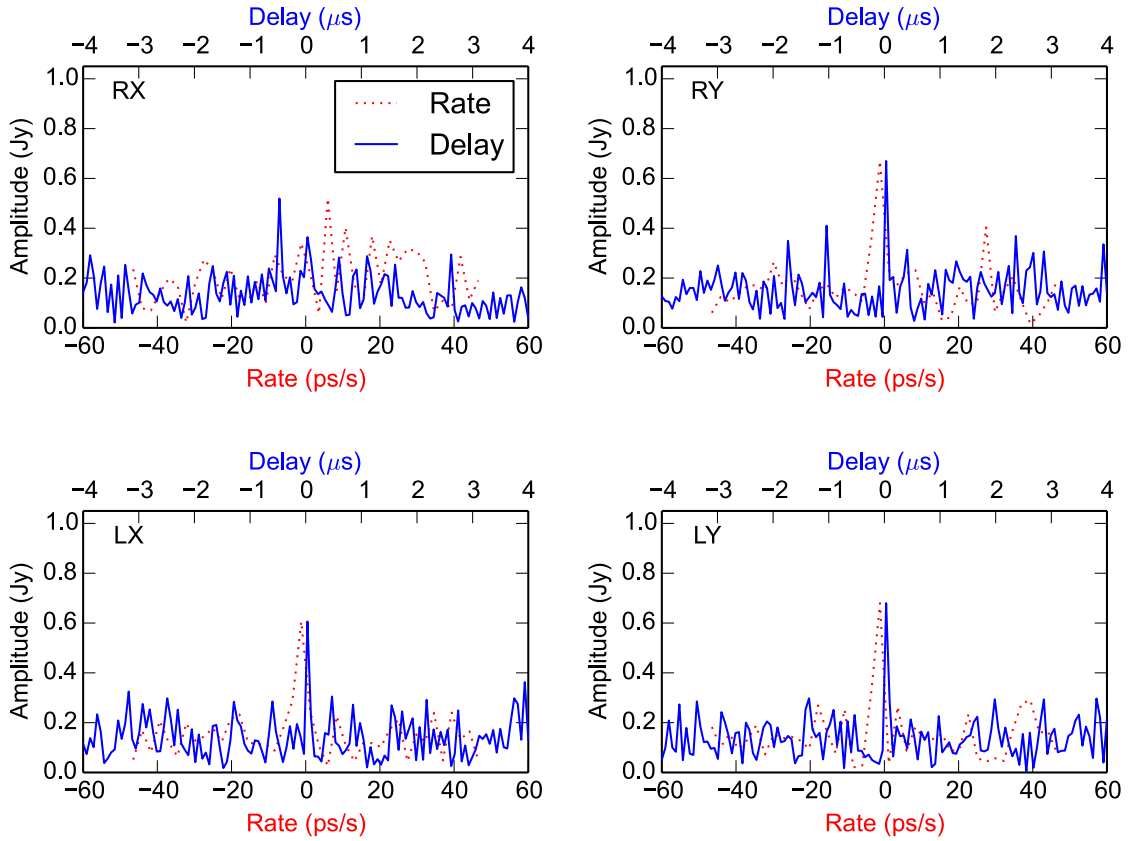 Delay (μs)
−4 −3 −2 −1 0 1 2 3 4
1.0
0.8
0.6
0.4
0.2
0.0
Amplitude (Jy)
RX
Rate
Delay
−60 −40 −20 0 20 40 60
Rate (ps/s)
Delay (μs)
−4 −3 −2 −1 0 1 2 3 4
1.0
0.8
0.6
0.4
0.2
0.0
Amplitude (Jy)
RY
−60 −40 −20 0 20 40 60
Rate (ps/s)
Delay (μs)
−4 −3 −2 −1 0 1 2 3 4
1.0
0.8
0.6
0.4
0.2
0.0
Amplitude (Jy)
LX
−60 −40 −20 0 20 40 60
Rate (ps/s)
Delay (μs)
−4 −3 −2 −1 0 1 2 3 4
1.0
0.8
0.6
0.4
0.2
0.0
Amplitude (Jy)
LY
−60 −40 −20 0 20 40 60
Rate (ps/s)